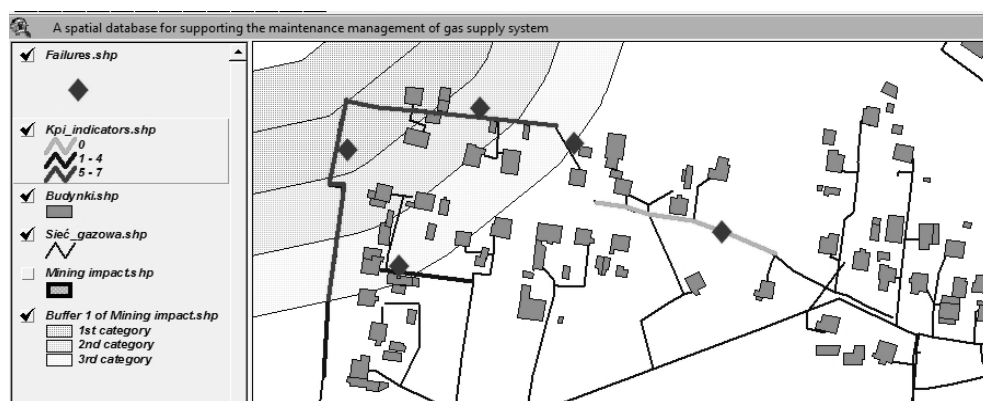 A spatial database for supporting the maintenance management of gas supply system
Failures.shp
Kpi_indicators.shp
0
1 - 4
5 - 7
Budynki.shp
Sieć_gazowa.shp
Mining impact.shp
Buffer 1 of Mining impact.shp
1st category
2nd category
3rd category